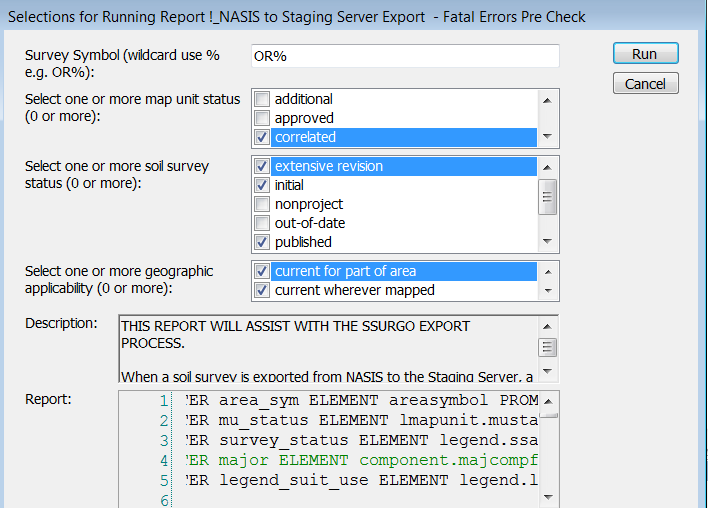 Selections for Running Report !_NASIS to Staging Server Export - Fatal Errors Pre Check
Survey Symbol (wildcard use %
e.g. OR%):
OR%
Run
Cancel
Select one or more map unit status
(0 or more):
additional
approved
correlated
Select one or more soil survey
status (0 or more):
extensive revision
initial
nonproject
out-of-date
published
Select one or more geographic
applicability (0 or more):
current for part of area
current wherever mapped
Description:
THIS REPORT WILL ASSIST WITH THE SSURGO EXPORT
PROCESS.
When a soil survey is exported from NASIS to the Staging Server, a
Report:
1 'ER area_sym ELEMENT areasymbol PROM
2 'ER mu_status ELEMENT lmapunit.musta
3 'ER survey_status ELEMENT legend.ssa
4 'ER major ELEMENT component.majcompf
5 'ER legend_suit_use ELEMENT legend.l
6